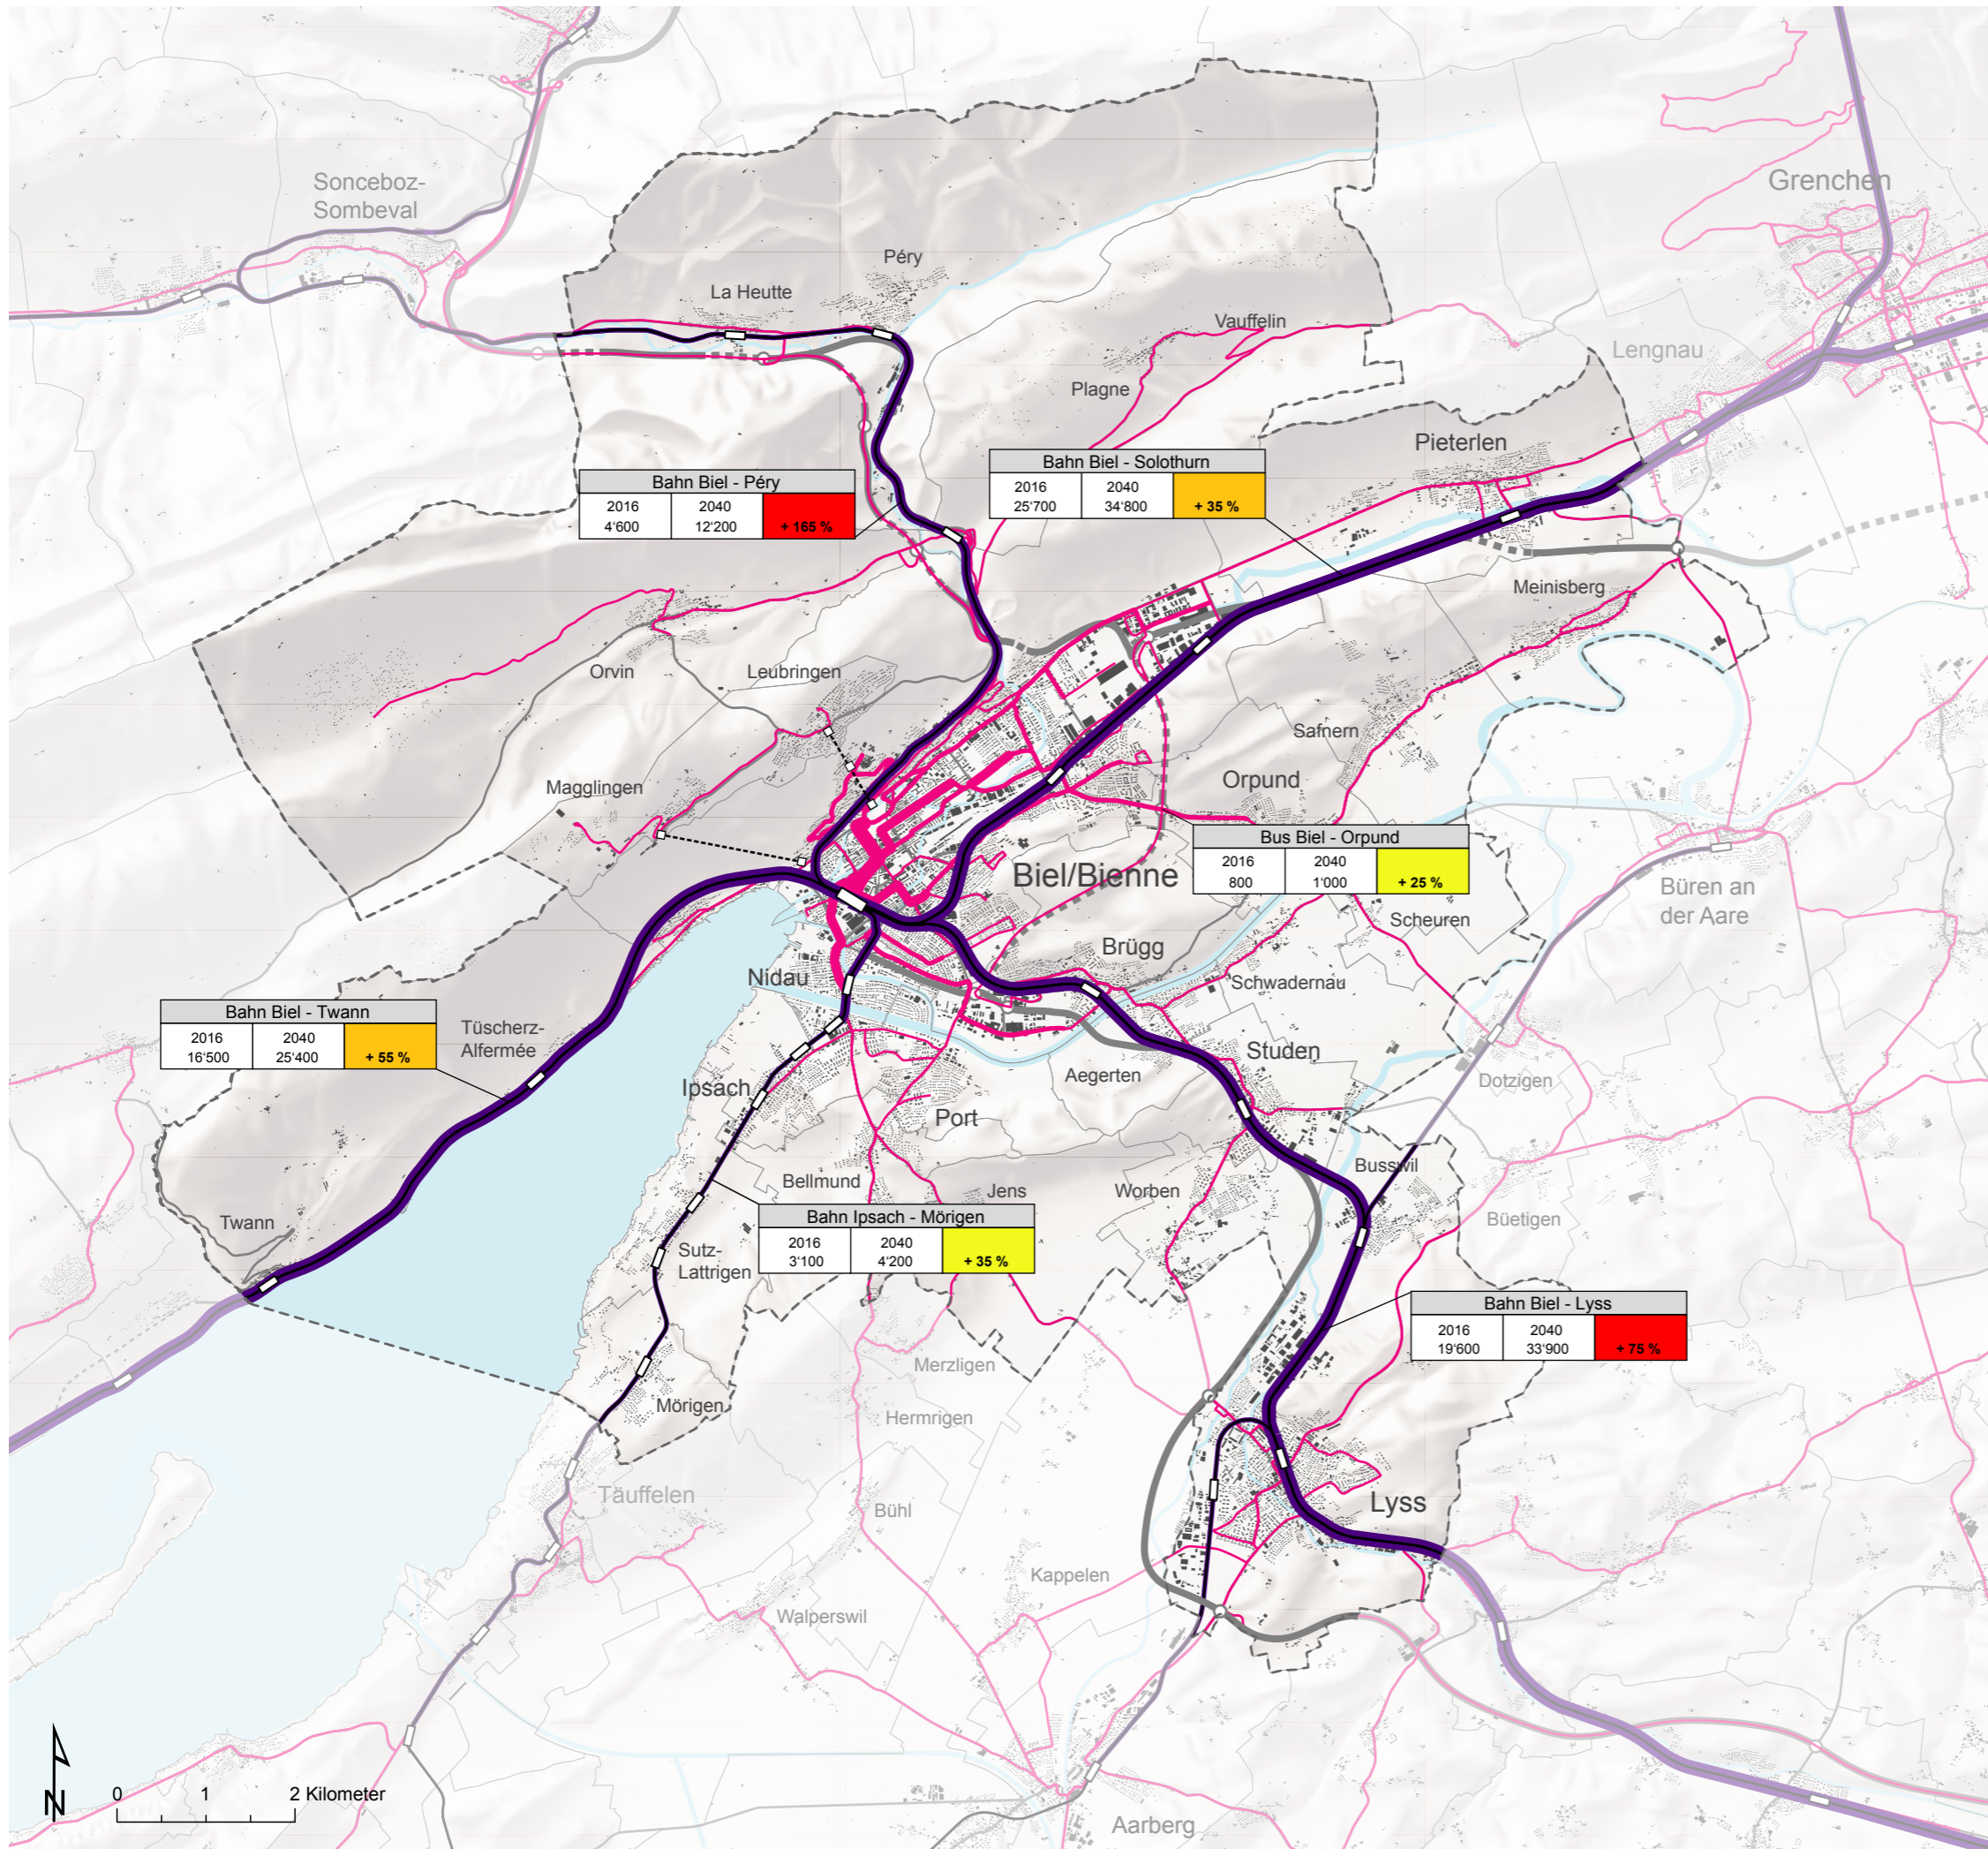 Sonceboz-
Sombeval
Grenchen
Péry
La Heutte
Vauffelin
Lengnau
Plagne
Pieterlen
Bahn Biel - Péry
2016 2040
4'600 12'200 + 165 %
Bahn Biel - Solothurn
2016 2040
25'700 34'800 + 35 %
Meinisberg
Orvin
Leubringen
Safnern
Magglingen
Orpund
Bus Biel - Orpund
2016 2040
800 1'000 + 25 %
Biel/Bienne
Büren an
der Aare
Scheuren
Brügg
Nidau
Schwadernau
Bahn Biel - Twann
2016 2040
16'500 25'400 + 55 %
Tüscherz-
Alfermée
Studen
Aegerten
Dotzigen
Ipsach
Port
Busswil
Bellmund
Jens
Worben
Twann
Büetigen
Bahn Ipsach - Mörigen
2016 2040
3'100 4'200 + 35 %
Sutz-
Lattrigen
Bahn Biel - Lyss
2016 2040
19'600 33'900 + 75 %
Merzligen
Mörigen
Hermrigen
Täuffelen
Bühl
Lyss
Kappelen
Walperswil
N
0 1 2 Kilometer
Aarberg